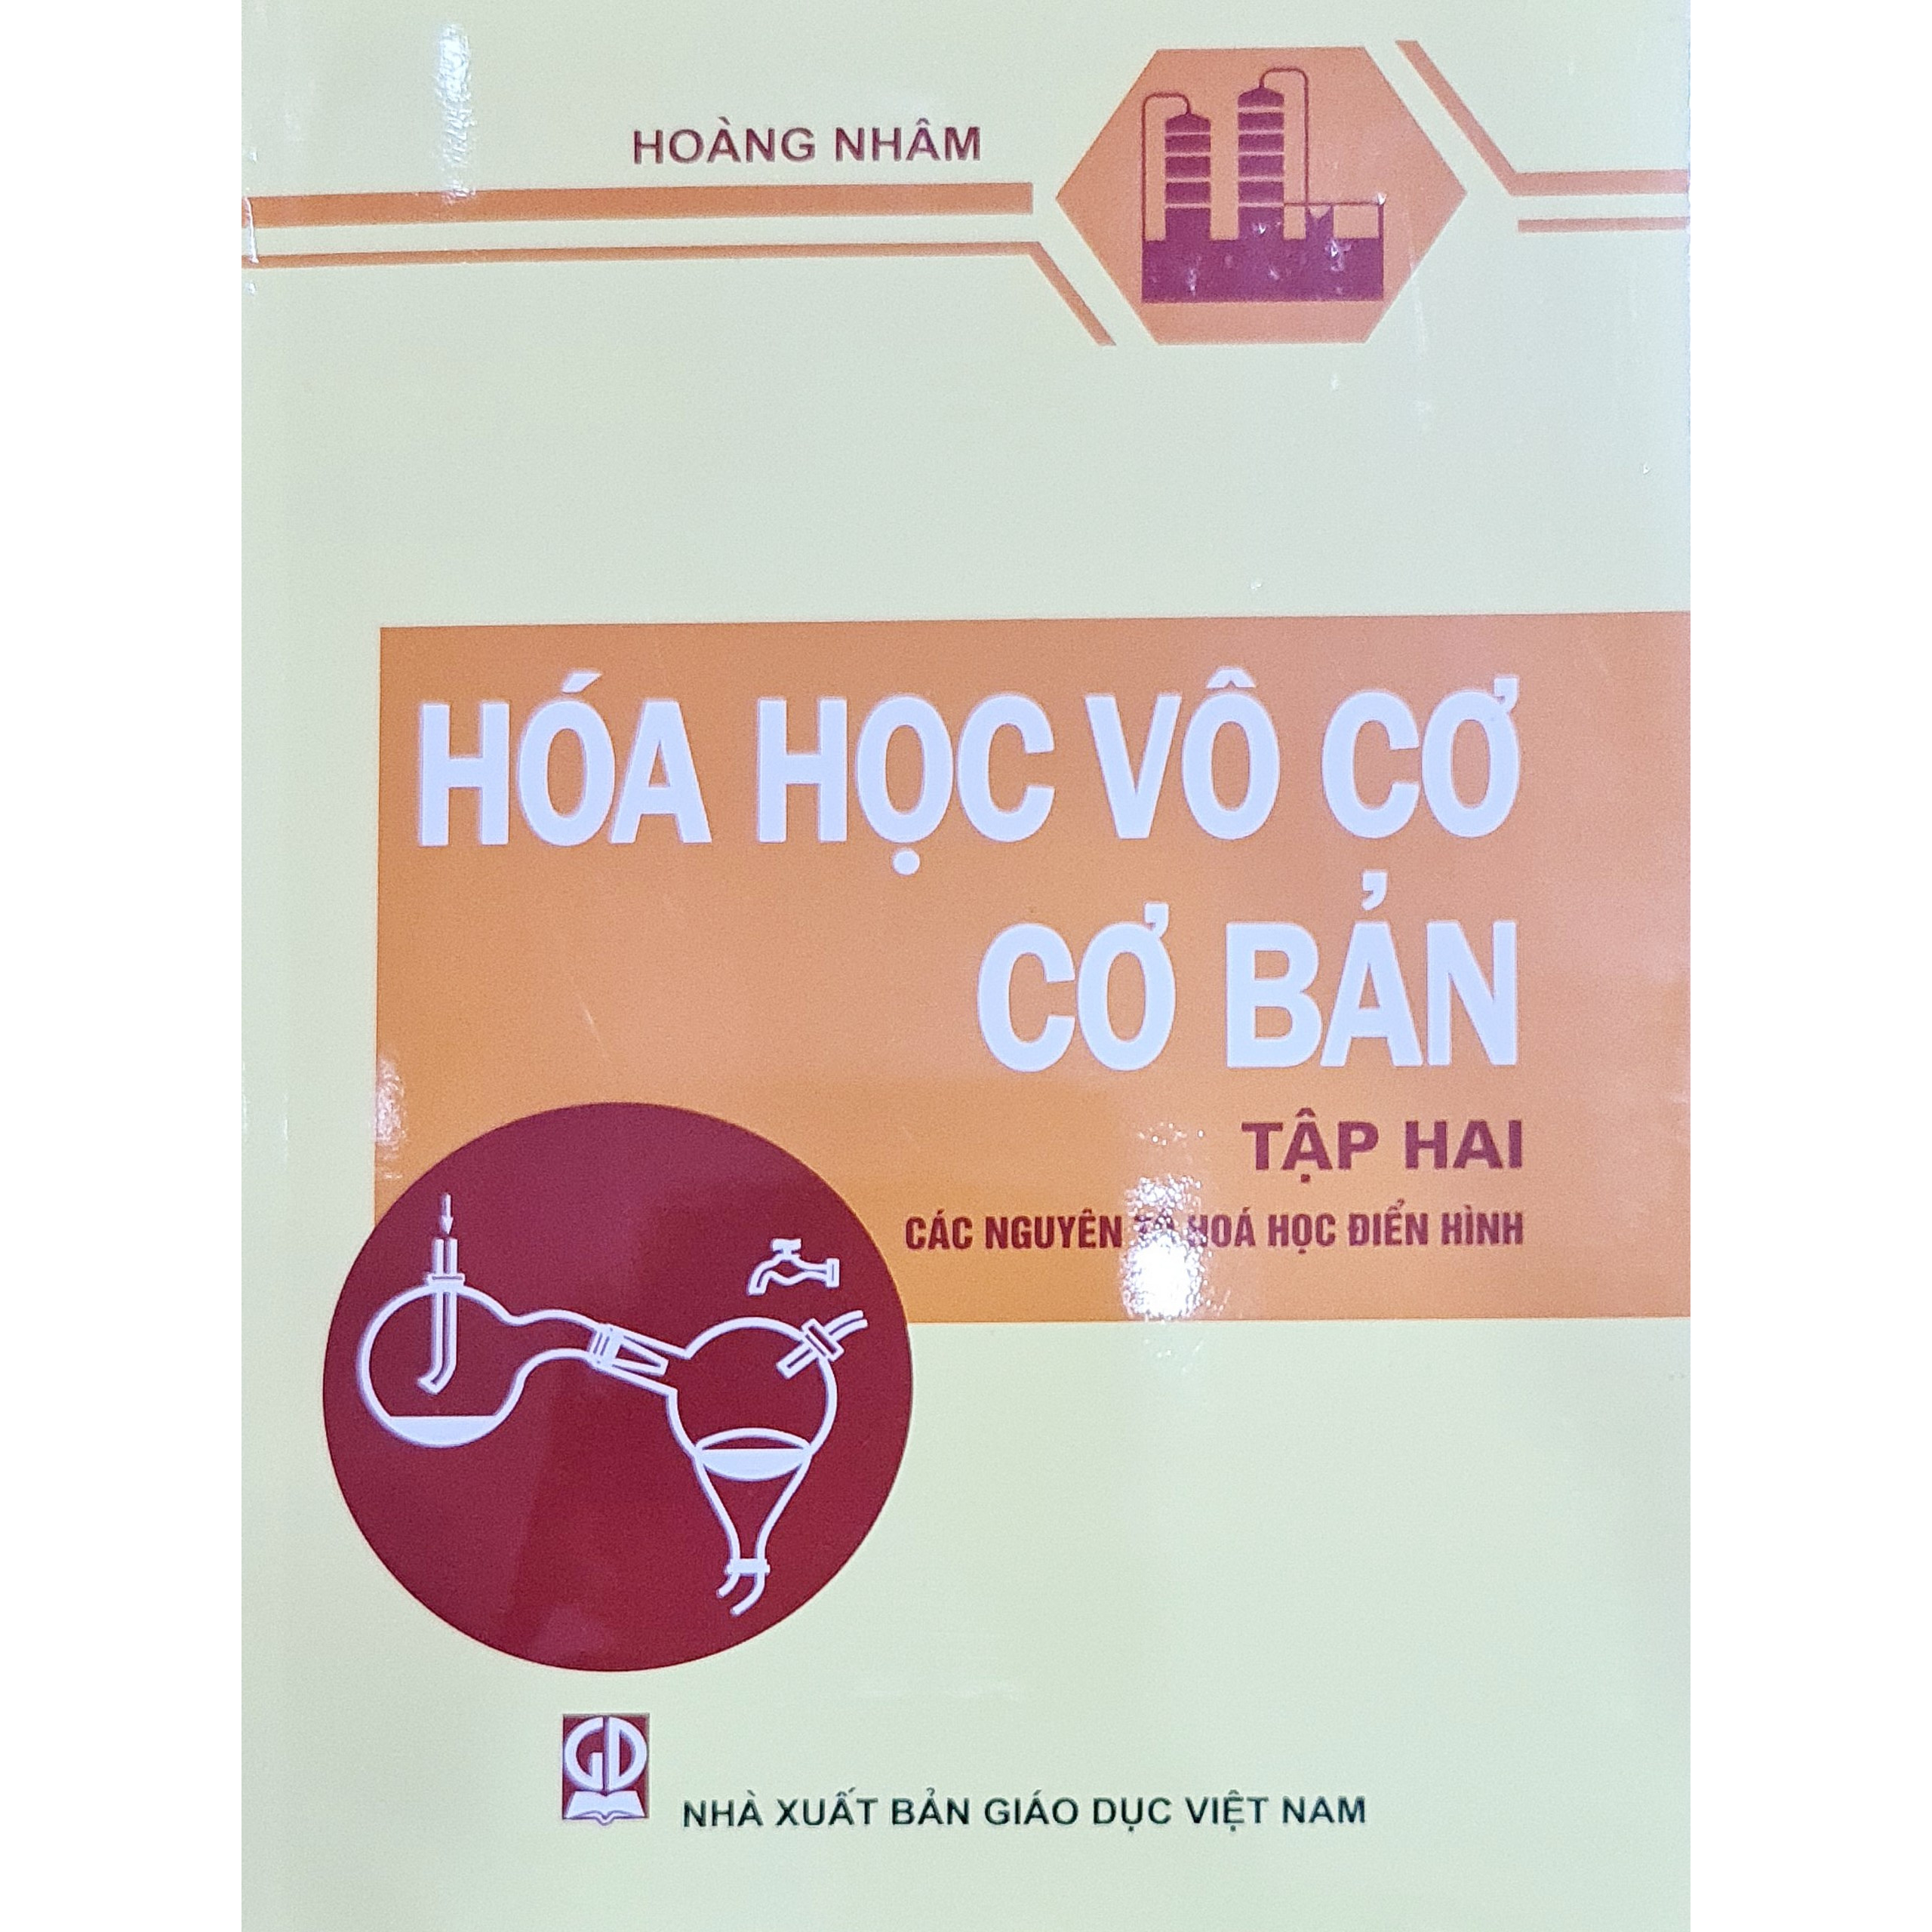 HOÀNG NHÂM
HÓA HỌC VÔ CƠ
CƠ BẢN
TẬP HAI
CÁC NGUYÊN HOÁ HỌC ĐIỂN HÌNH
GD
NHÀ XUẤT BẢN GIÁO DỤC VIỆT NAM